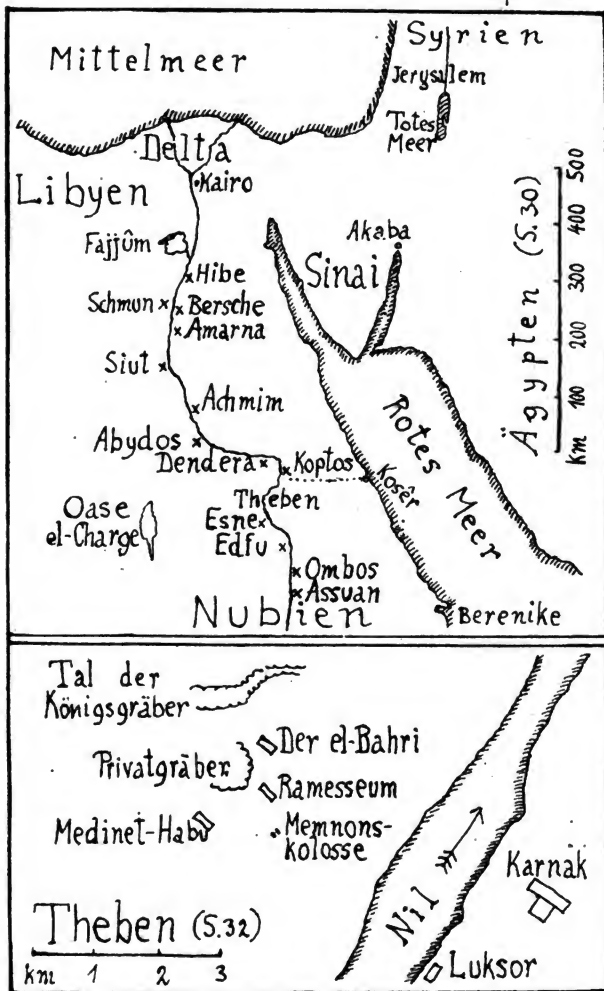 Syrien
Mittelmeer
Jerusalem
Totes
Meer
Delta
Kairo
Libyen
500
400
300
200
100
km
Ägypten (S.30)
Akaba
Sinai
Fajjûm
Hibe
Schmun
Bersche
Amarna
Siut
Achmim
Abydos
Dendera
Koptos
Kosêr
Rotes Meer
Theben
Oase
el-Charge
Esne
Edfu
Ombos
Assuan
Nubien
Berenike
Tal der
Königsgräber
Der el-Bahri
Privatgräber
Ramesseum
Medinet-Habu
Memnons-
kolosse
Karnak
Nil
Theben (S.32)
km 1 2 3
Luksor